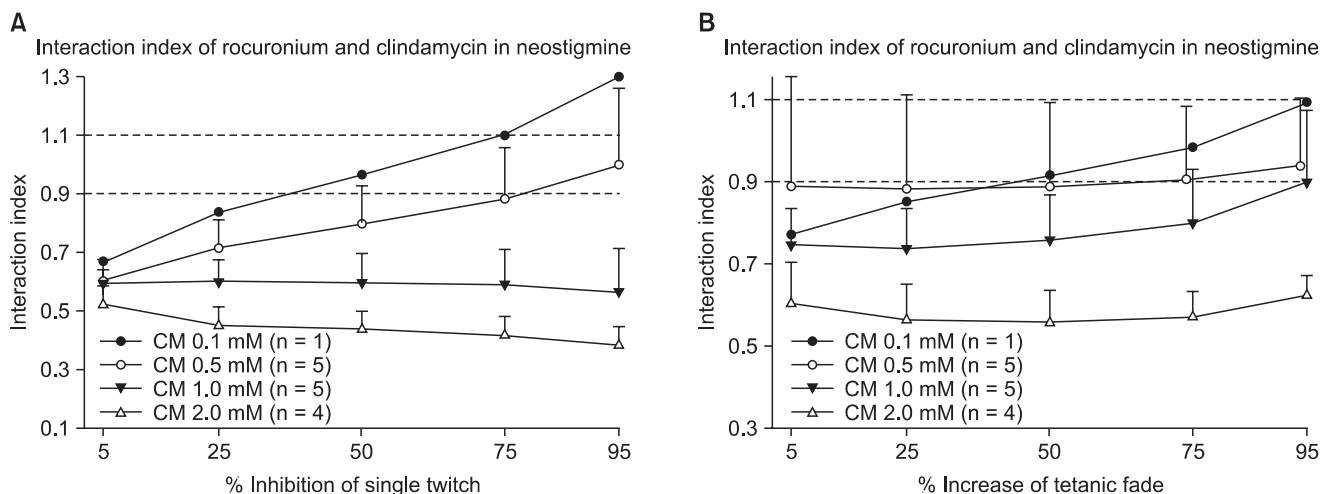 A
Interaction index of rocuronium and clindamycin in neostigmine
1.3
1.1
0.9
0.7
0.5
0.3
0.1
Interaction index
CM 0.1 mM (n = 1)
CM 0.5 mM (n = 5)
CM 1.0 mM (n = 5)
CM 2.0 mM (n = 4)
5 25 50 75 95
% Inhibition of single twitch
B
Interaction index of rocuronium and clindamycin in neostigmine
1.1
0.9
0.7
0.5
0.3
Interaction index
CM 0.1 mM (n = 1)
CM 0.5 mM (n = 5)
CM 1.0 mM (n = 5)
CM 2.0 mM (n = 4)
5 25 50 75 95
% Increase of tetanic fade